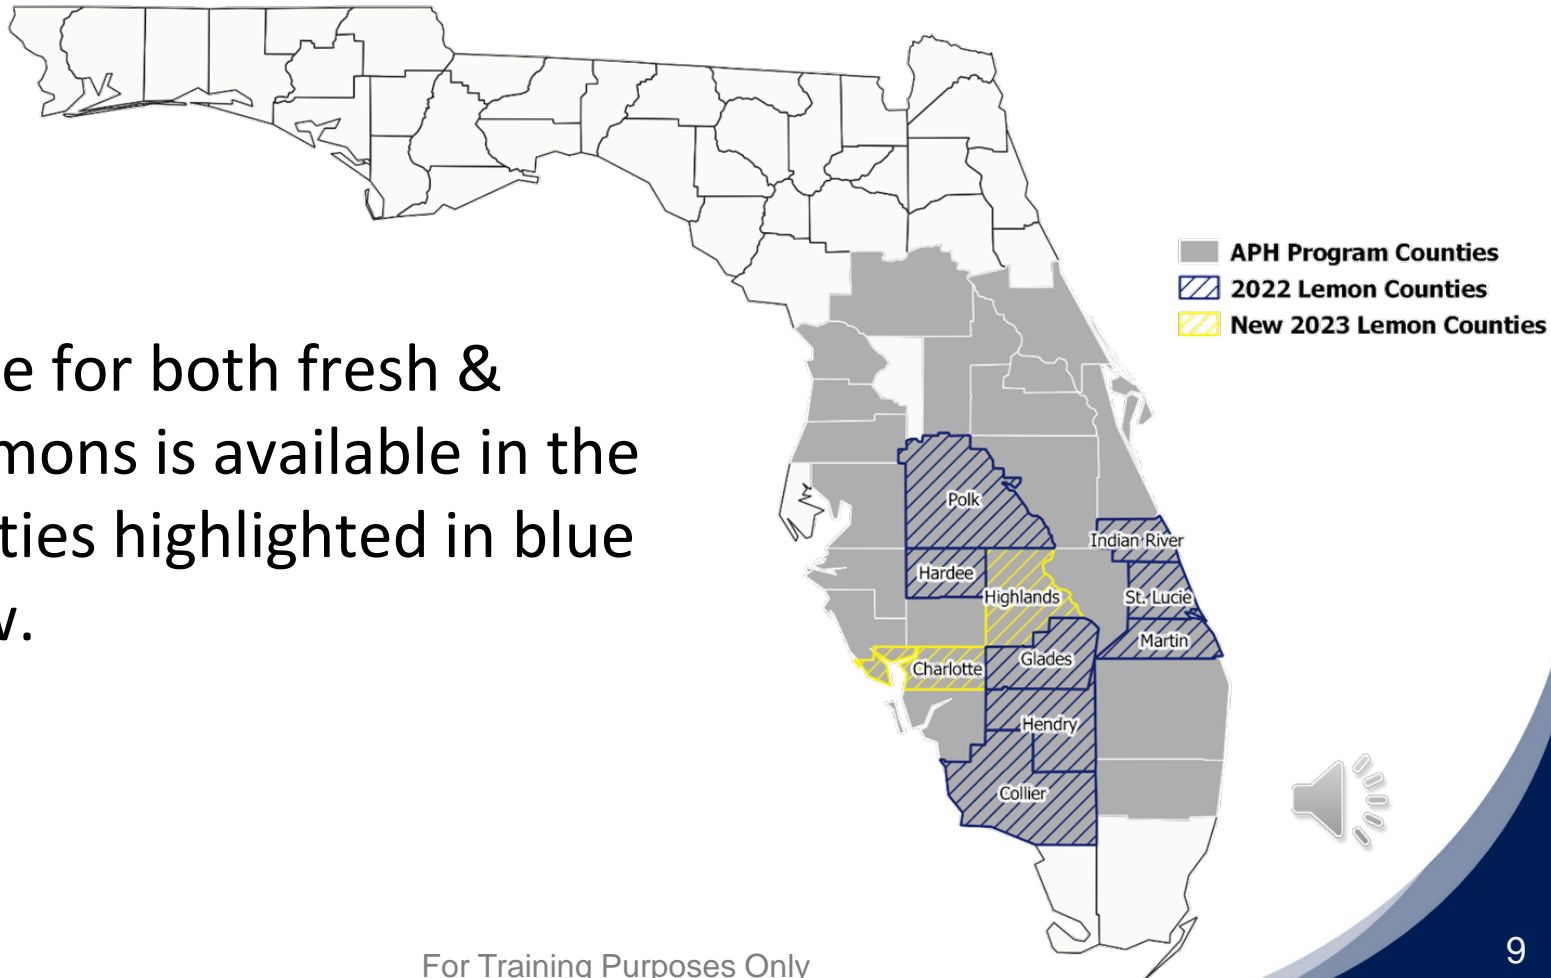 e for both fresh &
mons is available in the
ties highlighted in blue
w.
APH Program Counties
2022 Lemon Counties
New 2023 Lemon Counties
Polk
Indian River
Hardee
Highlands
St. Lucie
Martin
Glades
Charlotte
Hendry
Collier
For Training Purposes Only
9